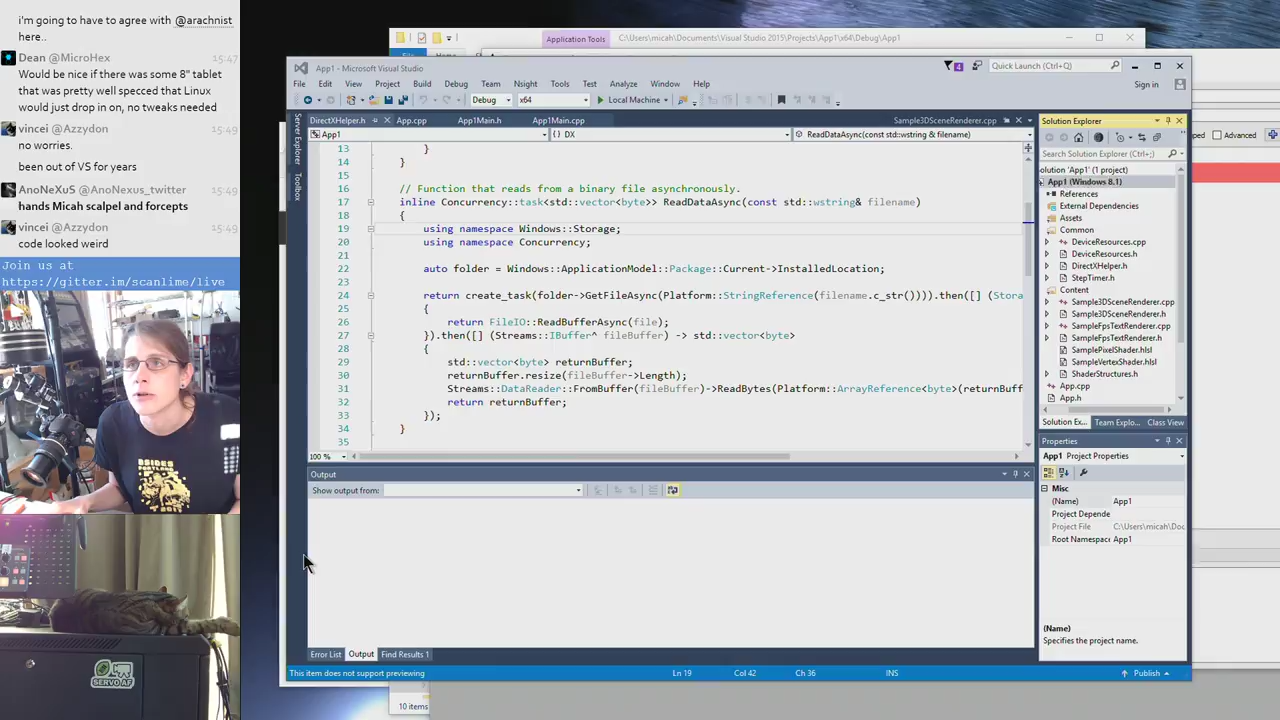 i'm going to have to agree with @arachnist
here..
Dean @MicroHex 15:47
Would be nice if there was some 8" tablet
that was pretty well specced that Linux
would just drop in on, no tweaks needed
vincei @Azzydon 15:49
no worries.
been out of VS for years
AnoNeXuS @AnoNexus_twitter 15:49
hands Micah scalpel and forcepts
vincei @Azzydon 15:49
code looked weird
Join us at
https://gitter.im/scanlime/live
BSIDES
PORTLAND
SERVO AF
Application Tools
C:\Users\micah\Documents\Visual Studio 2015\Projects\App1\x64\Debug\App1
App1 - Microsoft Visual Studio
4
Quick Launch (Ctrl+Q)
File Edit View Project Build Debug Team Nsight Tools Test Analyze Window Help
Sign in
Debug x64 Local Machine
DirectXHelper.h App.cpp App1Main.h App1Main.cpp Sample3DSceneRenderer.cpp
App1 {} DX ReadDataAsync(const std::wstring & filename)
Server Explorer
Toolbox
13 }
14 }
15
16 // Function that reads from a binary file asynchronously.
17 inline Concurrency::task<std::vector<byte>> ReadDataAsync(const std::wstring& filename)
18 {
19 using namespace Windows::Storage;
20 using namespace Concurrency;
21
22 auto folder = Windows::ApplicationModel::Package::Current->InstalledLocation;
23
24 return create_task(folder->GetFileAsync(Platform::StringReference(filename.c_str()))).then([] (Stora
25 {
26 return FileIO::ReadBufferAsync(file);
27 }).then([] (Streams::IBuffer^ fileBuffer) -> std::vector<byte>
28 {
29 std::vector<byte> returnBuffer;
30 returnBuffer.resize(fileBuffer->Length);
31 Streams::DataReader::FromBuffer(fileBuffer)->ReadBytes(Platform::ArrayReference<byte>(returnBuff
32 return returnBuffer;
33 });
34 }
35
100 %
Output
Show output from:
Error List Output Find Results 1
This item does not support previewing Ln 19 Col 42 Ch 36 INS Publish
10 items
Solution Explorer
Search Solution Explorer (Ctrl+;)
olution 'App1' (1 project)
App1 (Windows 8.1)
References
External Dependencies
Assets
Common
DeviceResources.cpp
DeviceResources.h
DirectXHelper.h
StepTimer.h
Content
Sample3DSceneRenderer.cpp
Sample3DSceneRenderer.h
SampleFpsTextRenderer.cpp
SampleFpsTextRenderer.h
SamplePixelShader.hlsl
SampleVertexShader.hlsl
ShaderStructures.h
App.cpp
App.h
Solution Ex... Team Explo... Class View
Properties
App1 Project Properties
Misc
(Name) App1
Project Depende
Project File C:\Users\micah\Doc
Root Namespac App1
(Name)
Specifies the project name.
Advanced